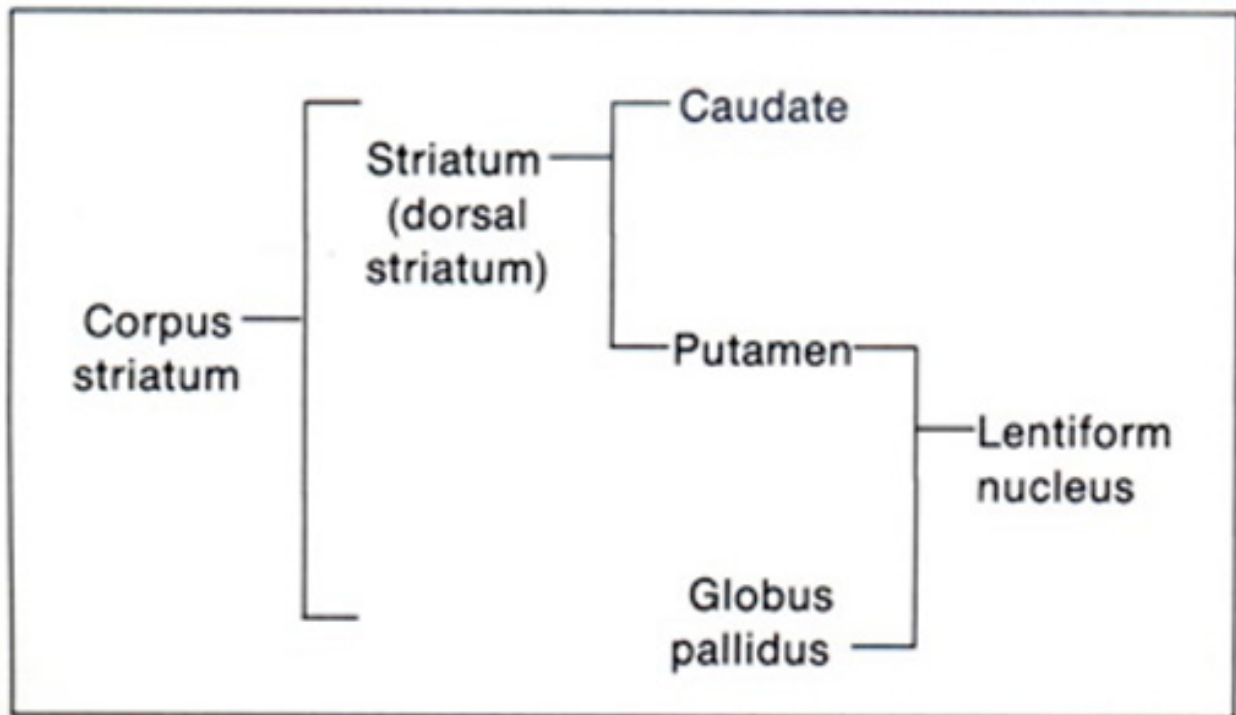 Caudate
Striatum
(dorsal
striatum)
Corpus
striatum
Putamen
Lentiform
nucleus
Globus
pallidus